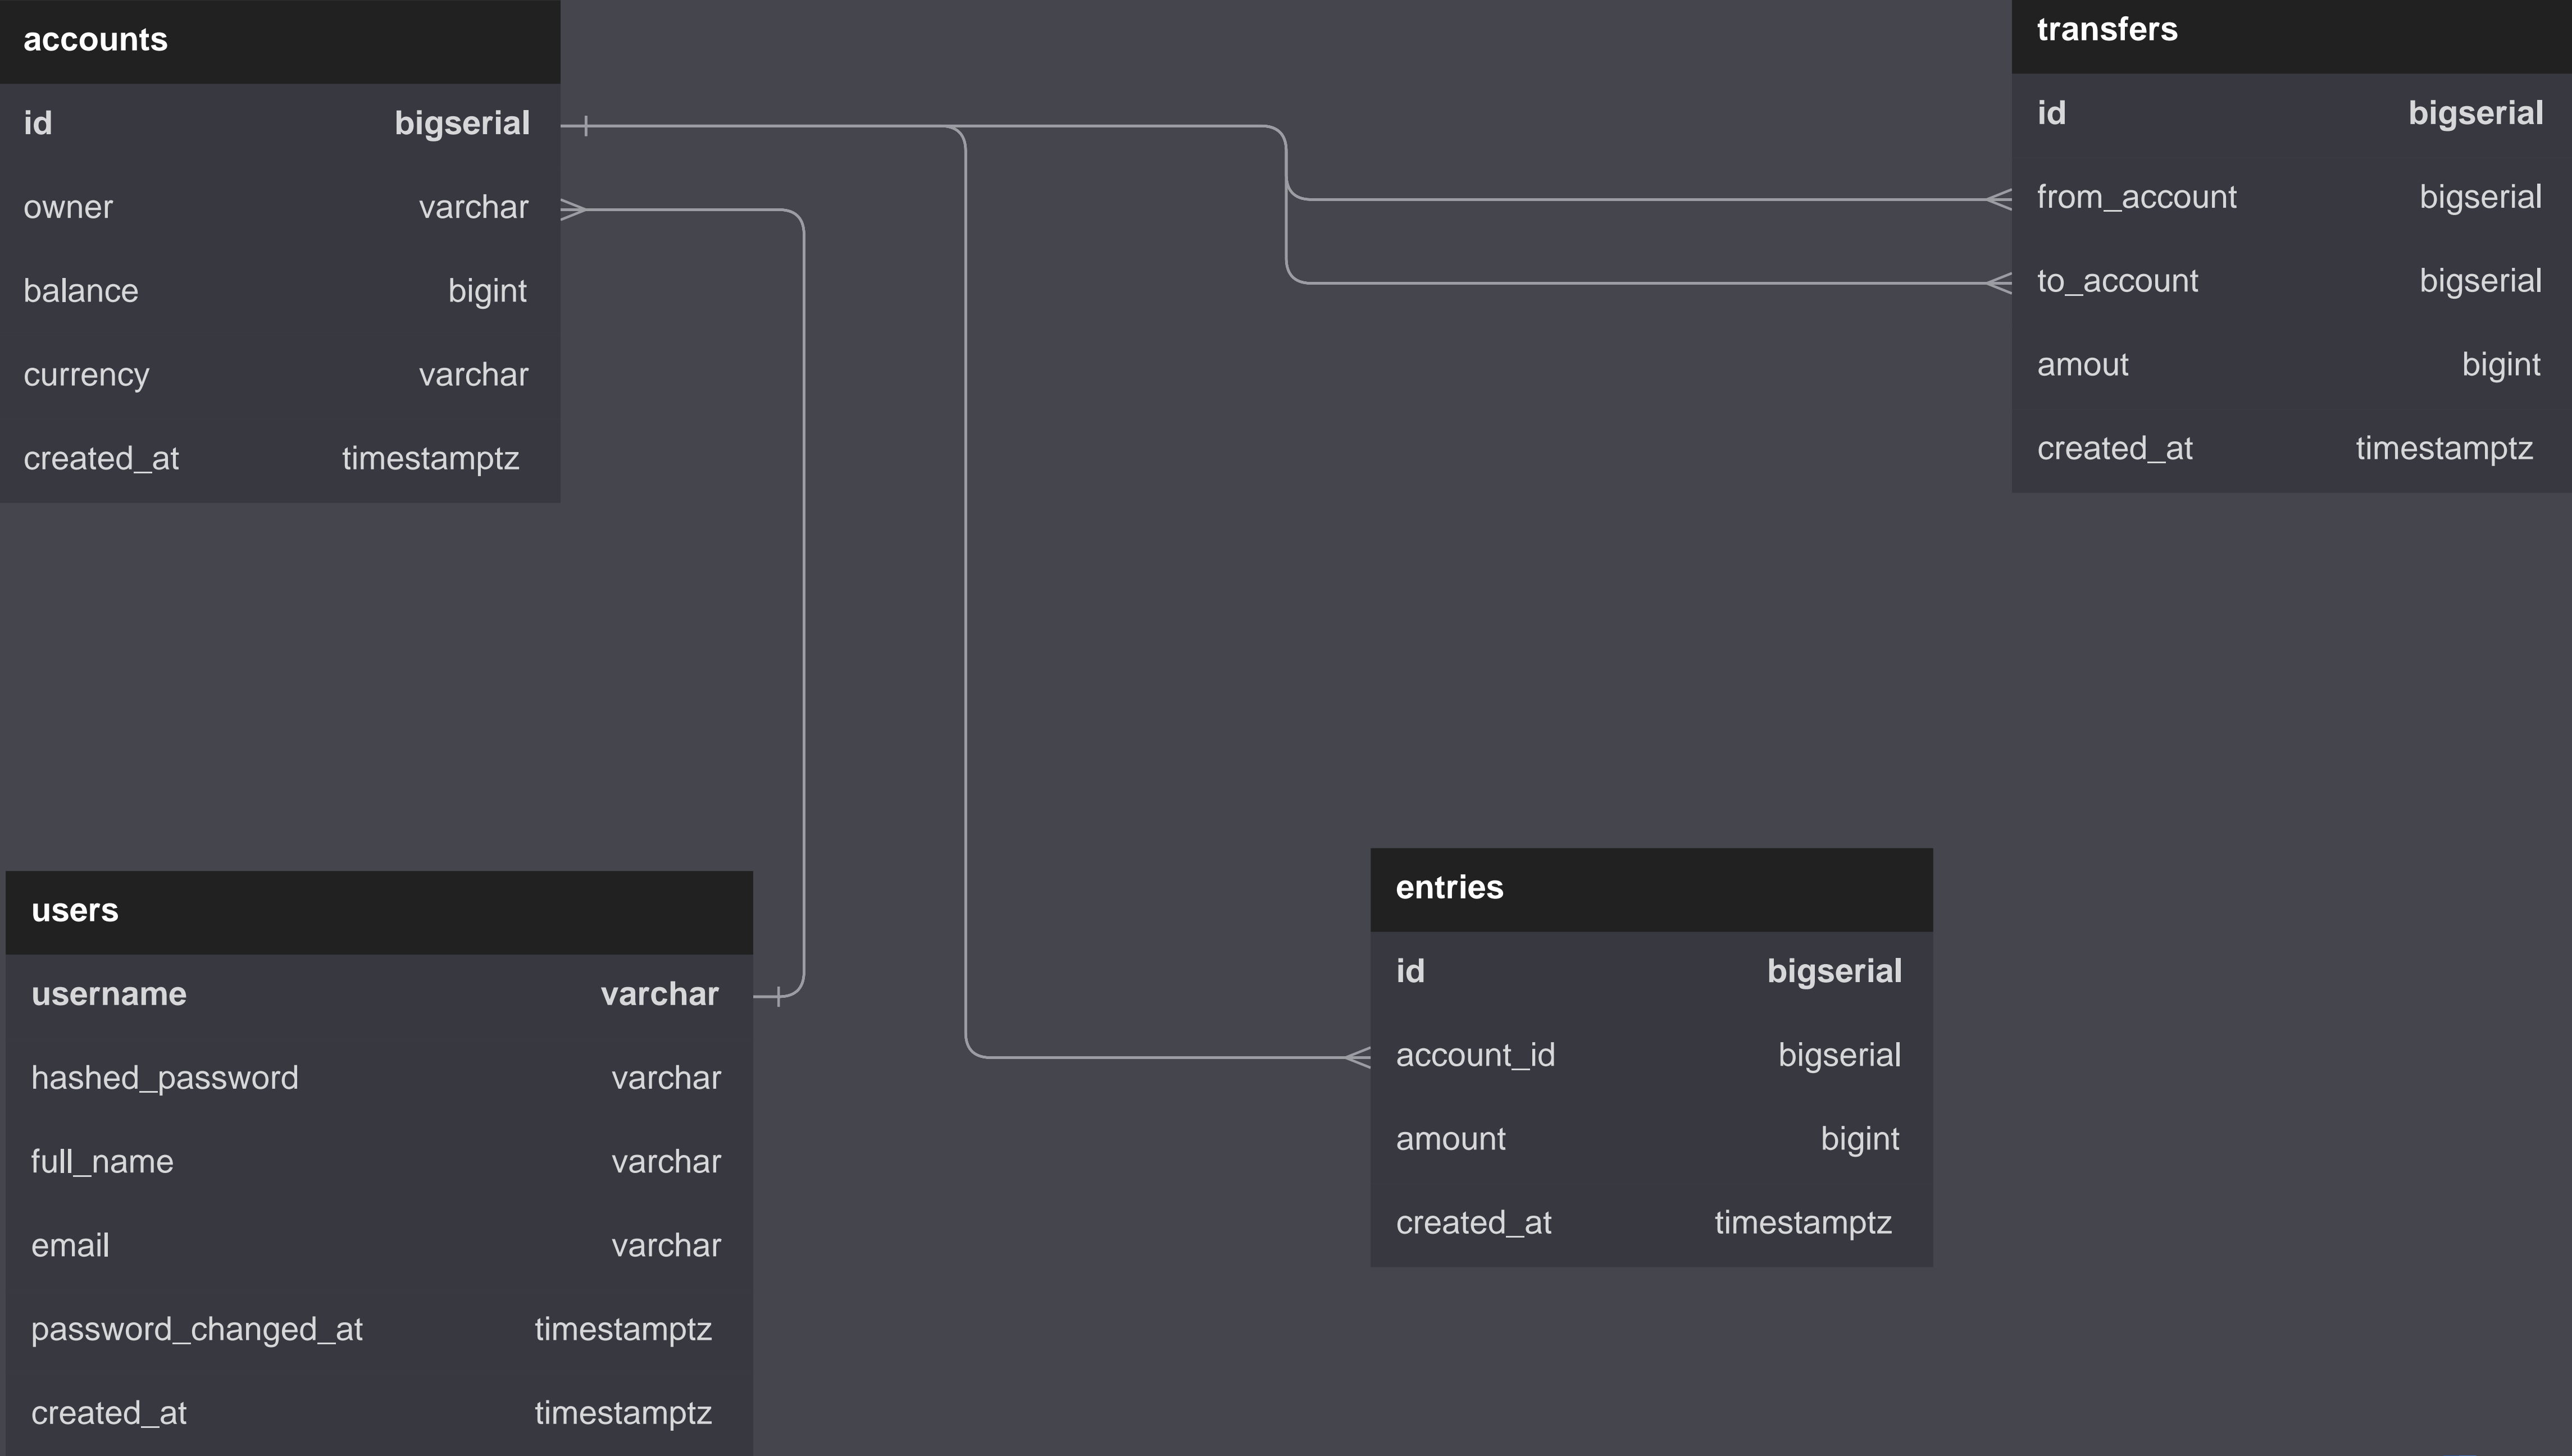 accounts
id bigserial
owner varchar
balance bigint
currency varchar
created_at timestamptz
transfers
id bigserial
from_account bigserial
to_account bigserial
amout bigint
created_at timestamptz
users
username varchar
hashed_password varchar
full_name varchar
email varchar
password_changed_at timestamptz
created_at timestamptz
entries
id bigserial
account_id bigserial
amount bigint
created_at timestamptz